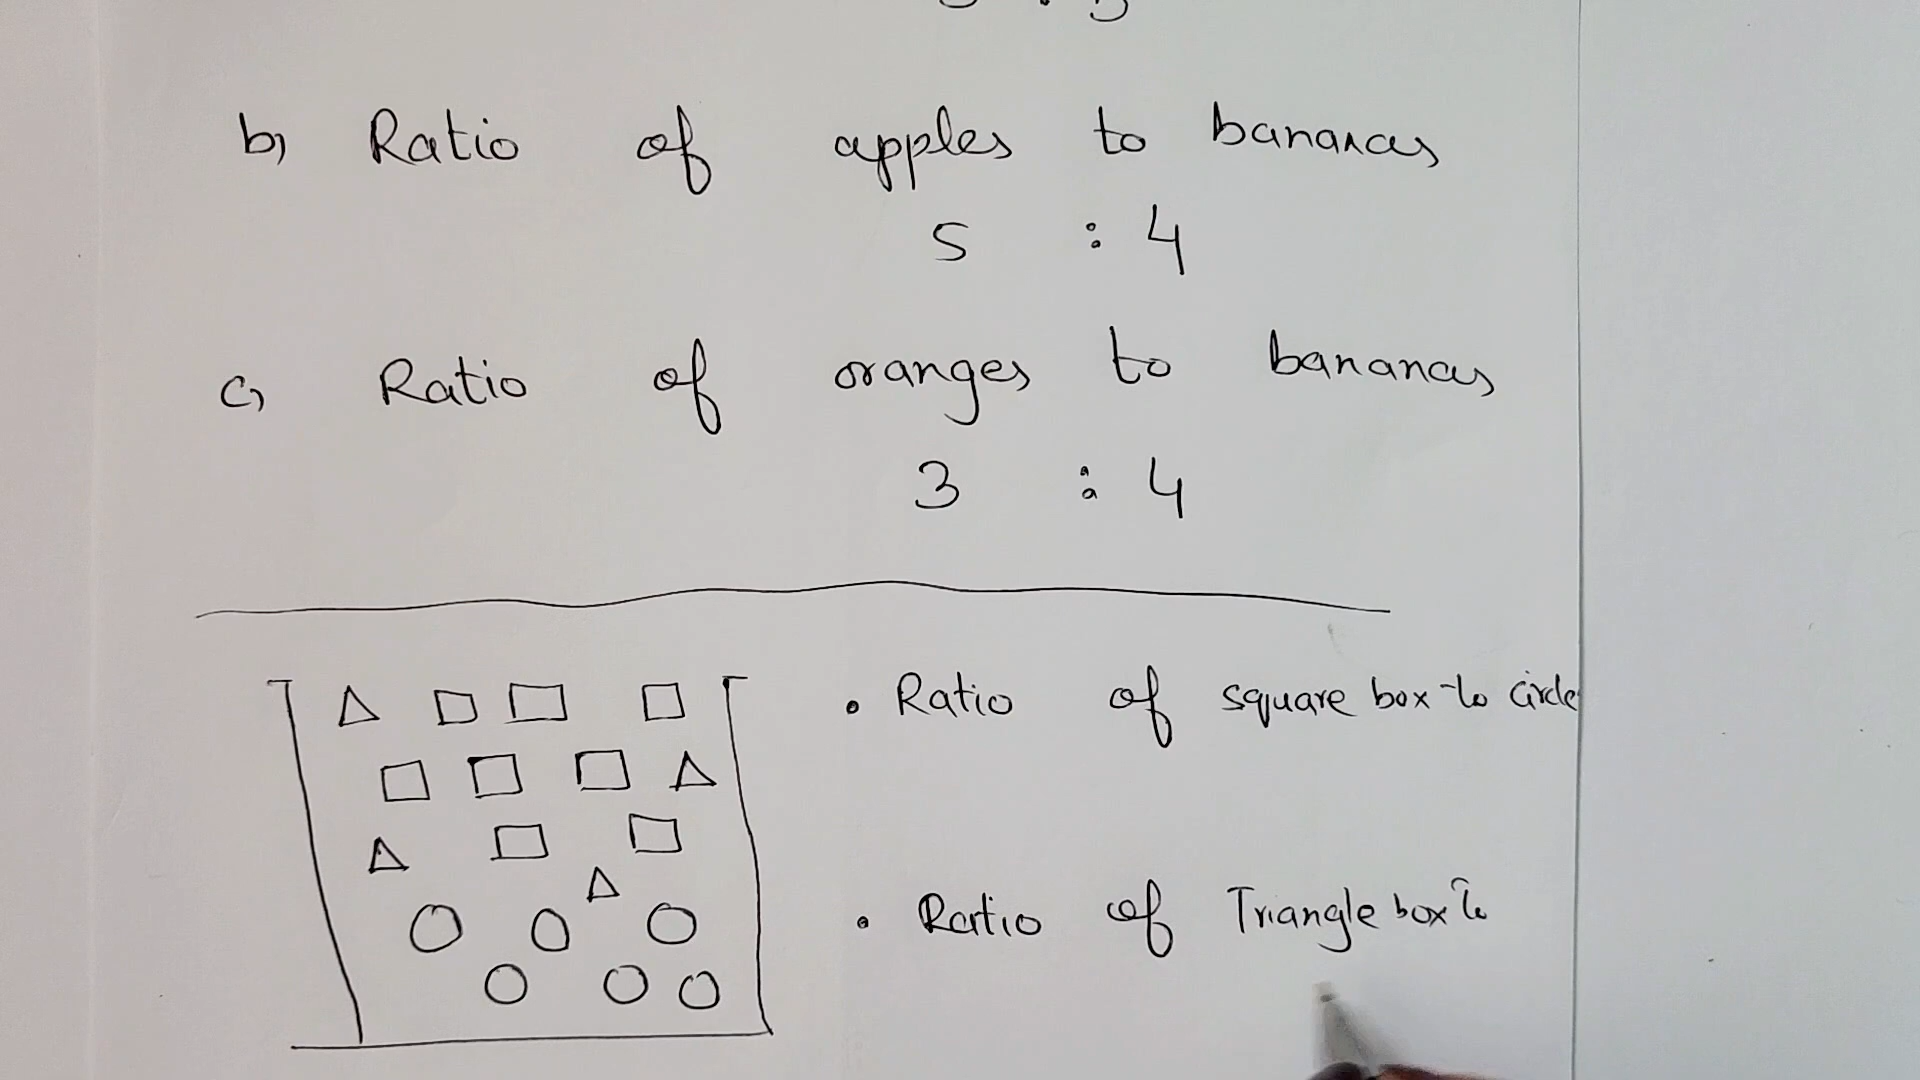 b) Ratio of apples to bananas
5 : 4
c) Ratio of oranges to bananas
3 : 4
• Ratio of square box to circle
• Ratio of Triangle box to